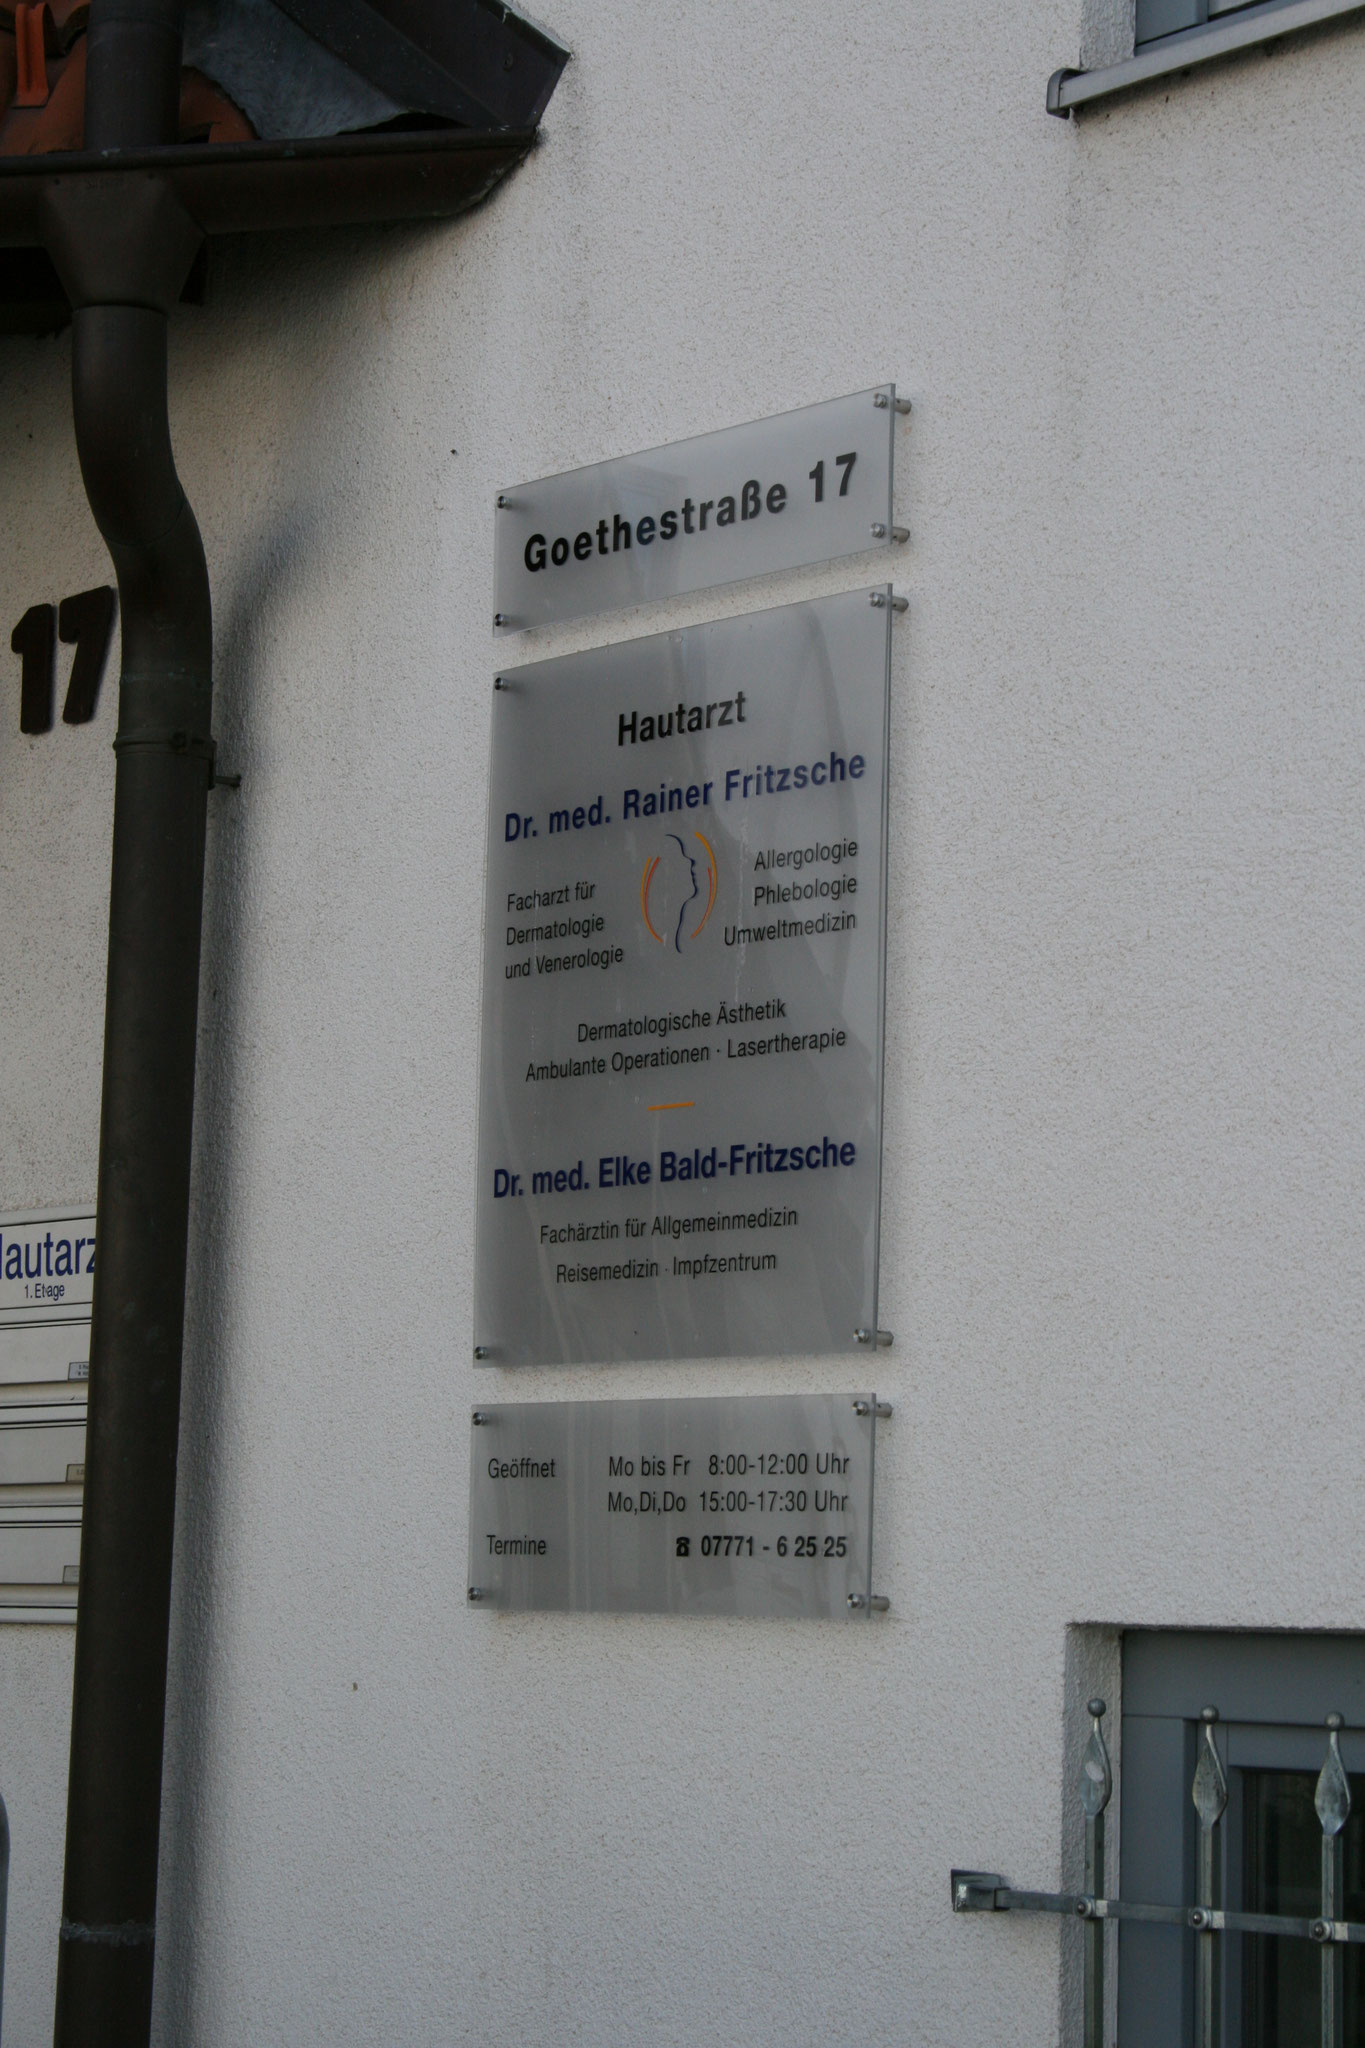 Goethestraße 17
17
Hautarzt
Dr. med. Rainer Fritzsche
Facharzt für
Dermatologie
und Venerologie
Allergologie
Phlebologie
Umweltmedizin
Dermatologische Ästhetik
Ambulante Operationen · Lasertherapie
Dr. med. Elke Bald-Fritzsche
Fachärztin für Allgemeinmedizin
Reisemedizin · Impfzentrum
Hautarz
1. Etage
Geöffnet Mo bis Fr 8:00-12:00 Uhr
Mo,Di,Do 15:00-17:30 Uhr
Termine ☎ 07771 - 6 25 25